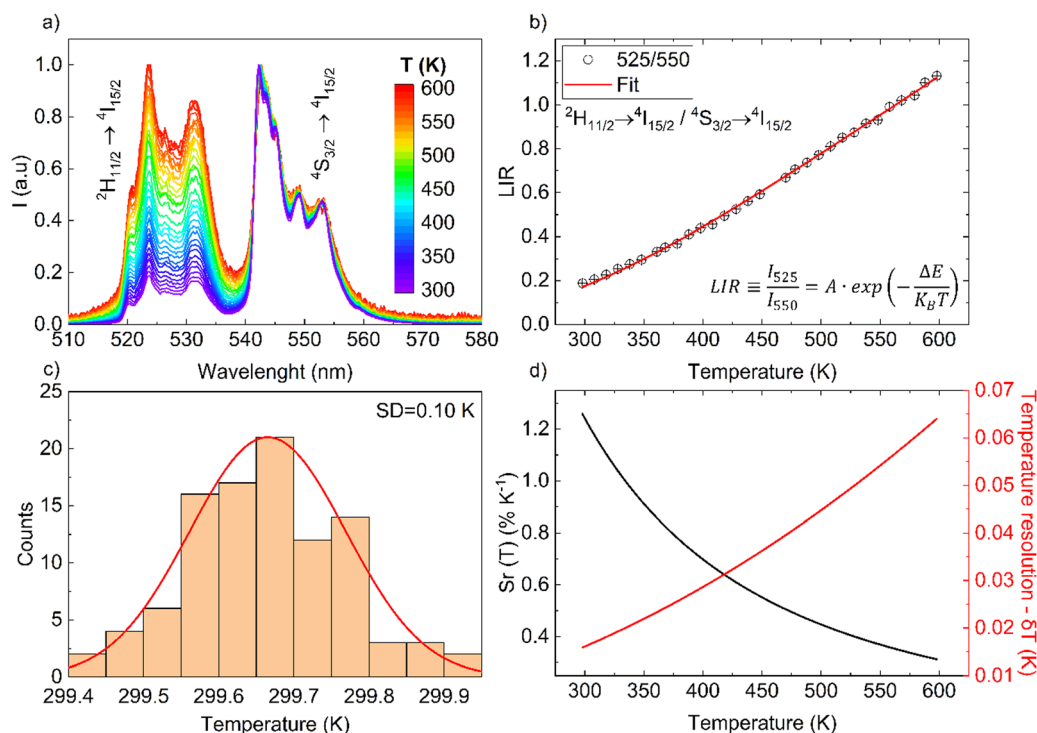 a)
I (a.u)
1.0
0.8
0.6
0.4
0.2
0.0
²H₁₁/₂ → ⁴I₁₅/₂
⁴S₃/₂ → ⁴I₁₅/₂
T (K)
600
550
500
450
400
350
300
510 520 530 540 550 560 570 580
Wavelenght (nm)
b)
LIR
1.2
1.0
0.8
0.6
0.4
0.2
0.0
525/550
Fit
²H₁₁/₂→⁴I₁₅/₂ / ⁴S₃/₂→⁴I₁₅/₂
LIR ≡ I₅₂₅/I₅₅₀ = A · exp (−ΔE/K_BT)
300 350 400 450 500 550 600
Temperature (K)
c)
Counts
25
20
15
10
5
0
SD=0.10 K
299.4 299.5 299.6 299.7 299.8 299.9
Temperature (K)
d)
Sr (T) (% K⁻¹)
1.2
1.0
0.8
0.6
0.4
0.07
0.06
0.05
0.04
0.03
0.02
0.01
Temperature resolution - δT (K)
300 350 400 450 500 550 600
Temperature (K)